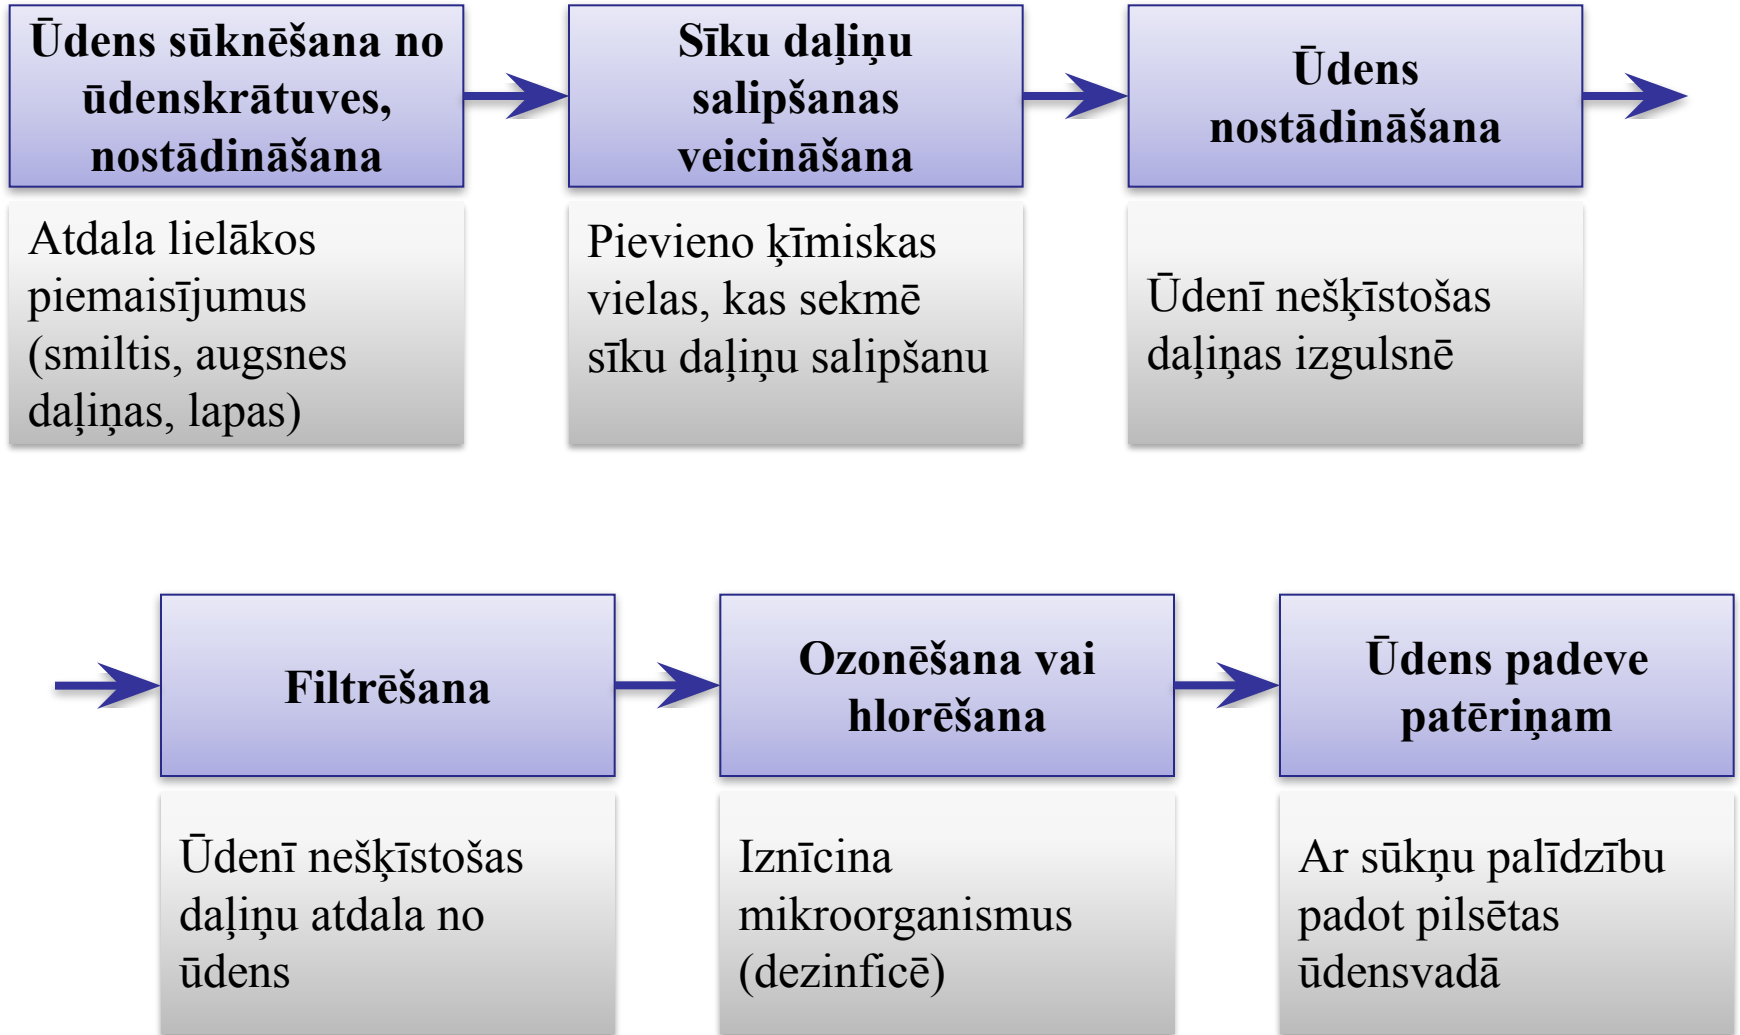 Ūdens sūknēšana no
ūdenskrātuves,
nostādināšana
Atdala lielākos
piemaisījumus
(smiltis, augsnes
daļiņas, lapas)
Sīku daļiņu
salipšanas
veicināšana
Pievieno ķīmiskas
vielas, kas sekmē
sīku daļiņu salipšanu
Ūdens
nostādināšana
Ūdenī nešķīstošas
daļiņas izgulsnē
Filtrēšana
Ūdenī nešķīstošas
daļiņu atdala no
ūdens
Ozonēšana vai
hlorēšana
Iznīcina
mikroorganismus
(dezinficē)
Ūdens padeve
patēriņam
Ar sūkņu palīdzību
padot pilsētas
ūdensvadā